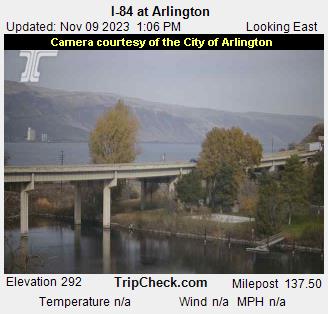 I-84 at Arlington
Updated: Nov 09 2023 1:06 PM Looking East
Camera courtesy of the City of Arlington
Elevation 292 TripCheck.com Milepost 137.50
Temperature n/a Wind n/a MPH n/a